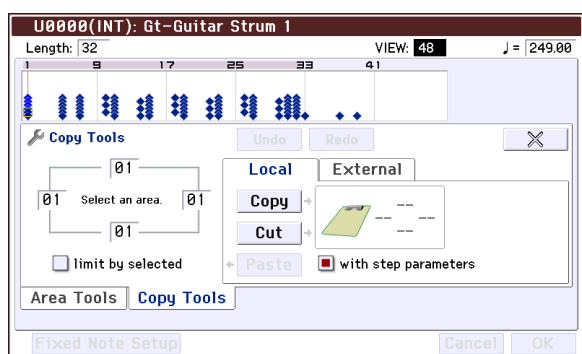 U0000(INT): Gt-Guitar Strum 1
Length: 32 VIEW: 48 ♩= 249.00
1 9 17 25 33 41
Copy Tools Undo Redo
01 Local External
01 Select an area. 01 Copy -- -- --
01 Cut --
limit by selected Paste with step parameters
Area Tools Copy Tools
Fixed Note Setup Cancel OK